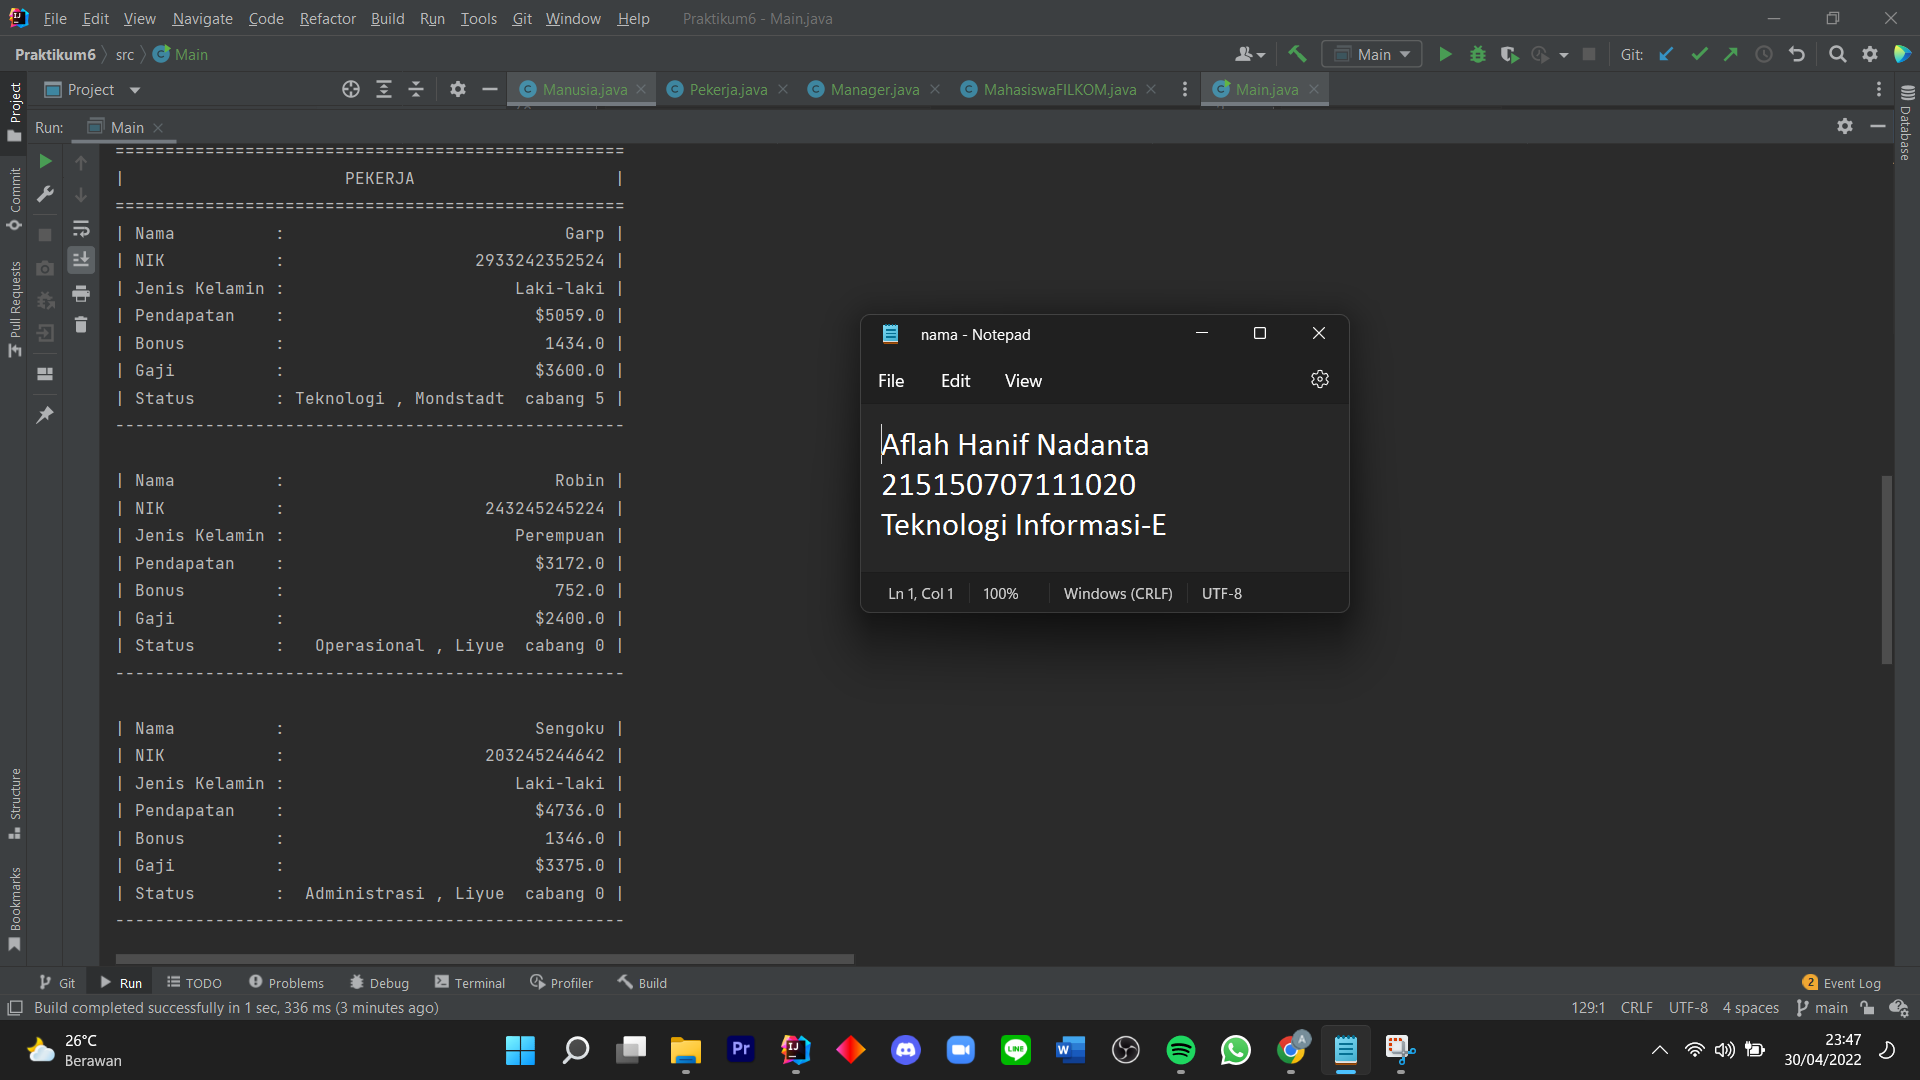 File Edit View Navigate Code Refactor Build Run Tools Git Window Help Praktikum6 - Main.java
Praktikum6 src Main
Main Git:
Project Manusia.java Pekerja.java Manager.java MahasiswaFILKOM.java Main.java
Run: Main
==================================================
| PEKERJA |
==================================================
| Nama : Garp |
| NIK : 2933242352524 |
| Jenis Kelamin : Laki-laki |
| Pendapatan : $5059.0 |
| Bonus : 1434.0 |
| Gaji : $3600.0 |
| Status : Teknologi , Mondstadt cabang 5 |
--------------------------------------------------
| Nama : Robin |
| NIK : 243245245224 |
| Jenis Kelamin : Perempuan |
| Pendapatan : $3172.0 |
| Bonus : 752.0 |
| Gaji : $2400.0 |
| Status : Operasional , Liyue cabang 0 |
--------------------------------------------------
| Nama : Sengoku |
| NIK : 203245244642 |
| Jenis Kelamin : Laki-laki |
| Pendapatan : $4736.0 |
| Bonus : 1346.0 |
| Gaji : $3375.0 |
| Status : Administrasi , Liyue cabang 0 |
--------------------------------------------------
nama - Notepad
File Edit View
Aflah Hanif Nadanta
215150707111020
Teknologi Informasi-E
Ln 1, Col 1 100% Windows (CRLF) UTF-8
Project
Commit
Pull Requests
Structure
Bookmarks
Database
Git Run TODO Problems Debug Terminal Profiler Build 2 Event Log
Build completed successfully in 1 sec, 336 ms (3 minutes ago) 129:1 CRLF UTF-8 4 spaces main
26°C
Berawan
Pr
IJ
LINE
W
A
23:47
30/04/2022